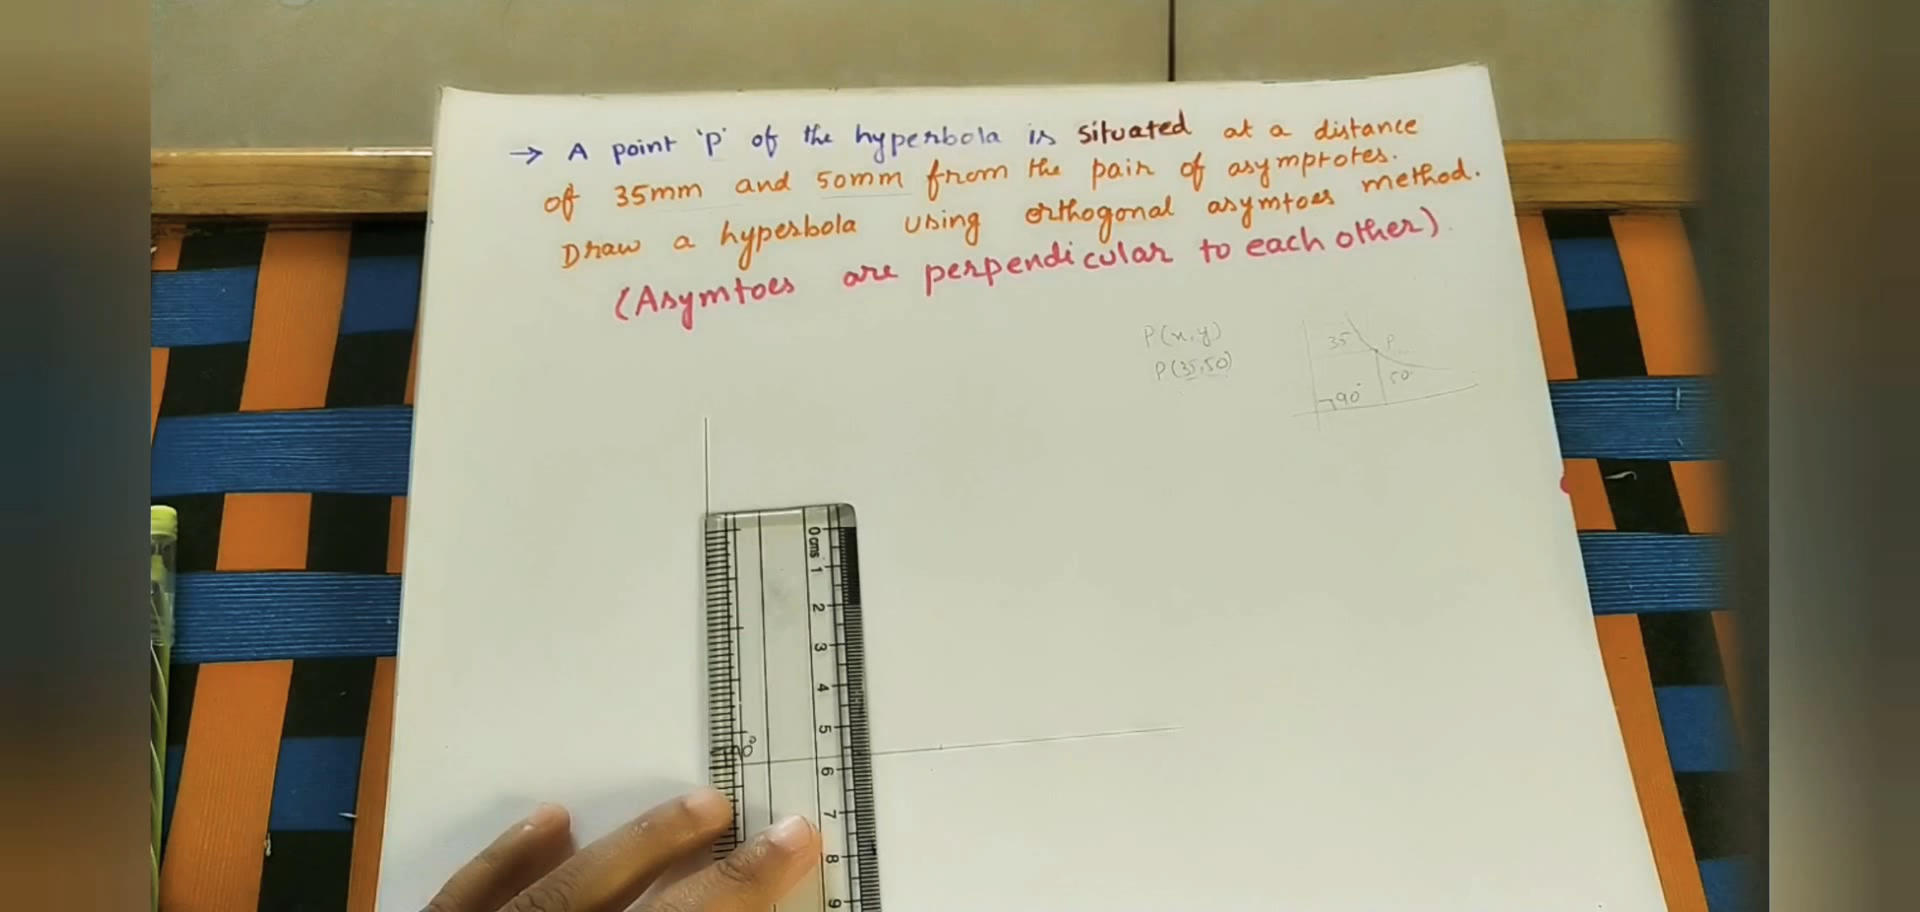 → A point 'P' of the hyperbola is situated at a distance
of 35mm and 50mm from the pair of asymptotes.
Draw a hyperbola using orthogonal asymtoes method.
(Asymtoes are perpendicular to each other).
P(x,y)
P(35,50)
35 P
50
90°
0 cms 1 2 3 4 5 6 7 8 9
90°